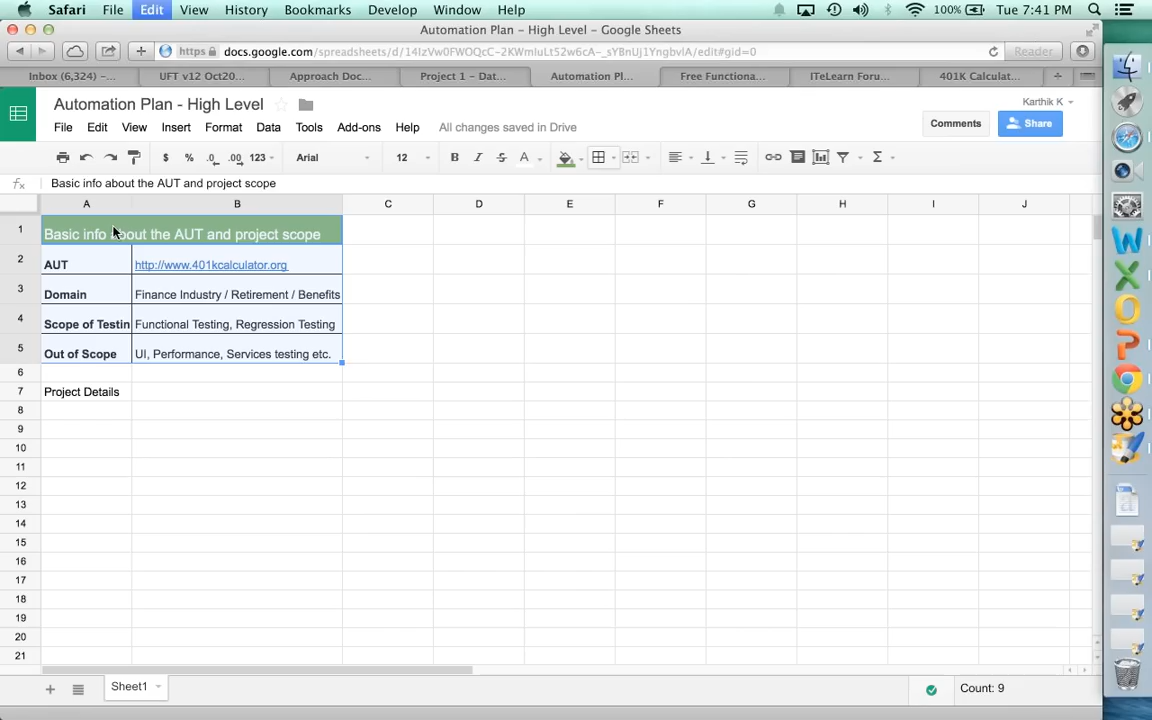 Safari File Edit View History Bookmarks Develop Window Help 100% Tue 7:41 PM
Automation Plan – High Level – Google Sheets
https docs.google.com/spreadsheets/d/ Reader
Inbox (6,324) –... UFT v12 Oct20... Approach Doc... Project 1 – Dat... Automation Pl... Free Functiona... ITeLearn Foru... 401K Calculat...
Automation Plan - High Level Karthik K
File Edit View Insert Format Data Tools Add-ons Help All changes saved in Drive Comments Share
$ % .0 .00 123 Arial 12 B I S A Σ
fx Basic info about the AUT and project scope
A B C D E F G H I J
1 Basic info about the AUT and project scope
2 AUT http://www.401kcalculator.org
3 Domain Finance Industry / Retirement / Benefits
4 Scope of Testin Functional Testing, Regression Testing
5 Out of Scope UI, Performance, Services testing etc.
6
7 Project Details
8
9
10
11
12
13
14
15
16
17
18
19
20
21
Sheet1 Count: 9